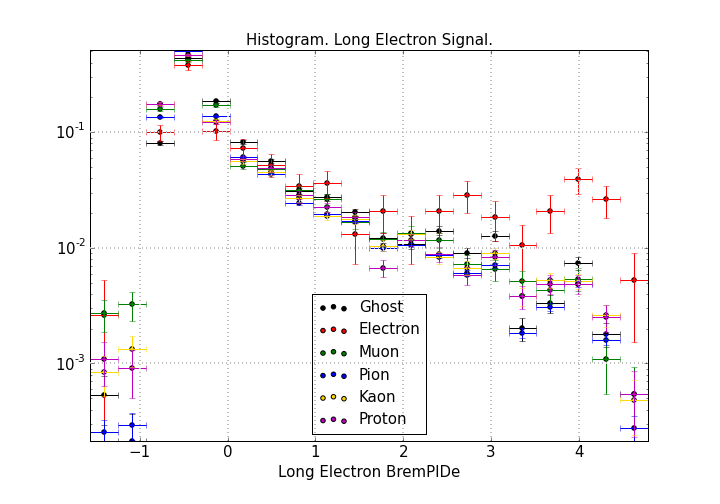 Histogram. Long Electron Signal.
10^-1
10^-2
10^-3
Ghost
Electron
Muon
Pion
Kaon
Proton
−1 0 1 2 3 4
Long Electron BremPIDe